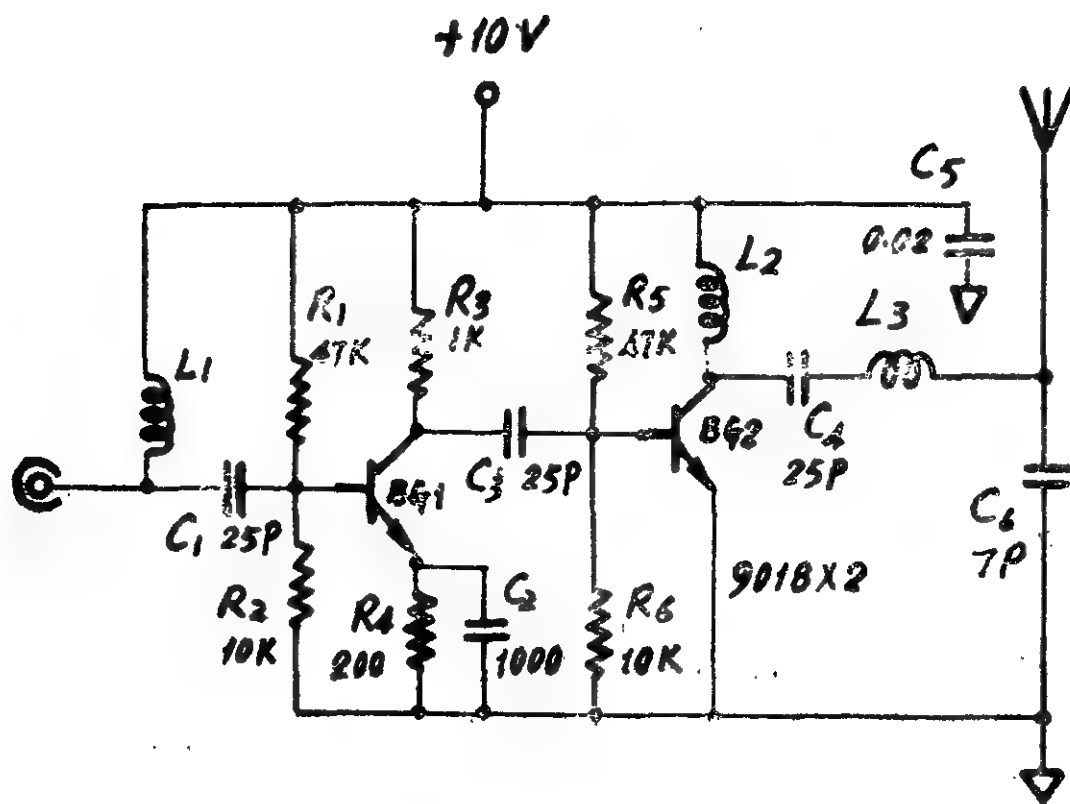 +10V
C5
0.02
L2
L3
R1
47K
R3
1K
R5
47K
L1
BG1
BG2
C4
25P
C3 25P
C1 25P
C6
7P
R2
10K
R4
200
C2
1000
R6
10K
9018X2